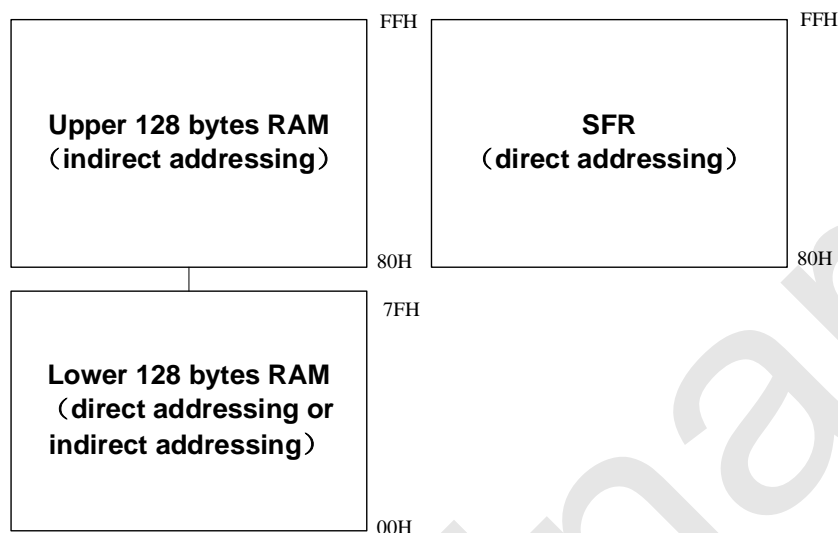 FFH
Upper 128 bytes RAM
（indirect addressing）
80H
FFH
SFR
（direct addressing）
80H
7FH
Lower 128 bytes RAM
（direct addressing or
indirect addressing）
00H